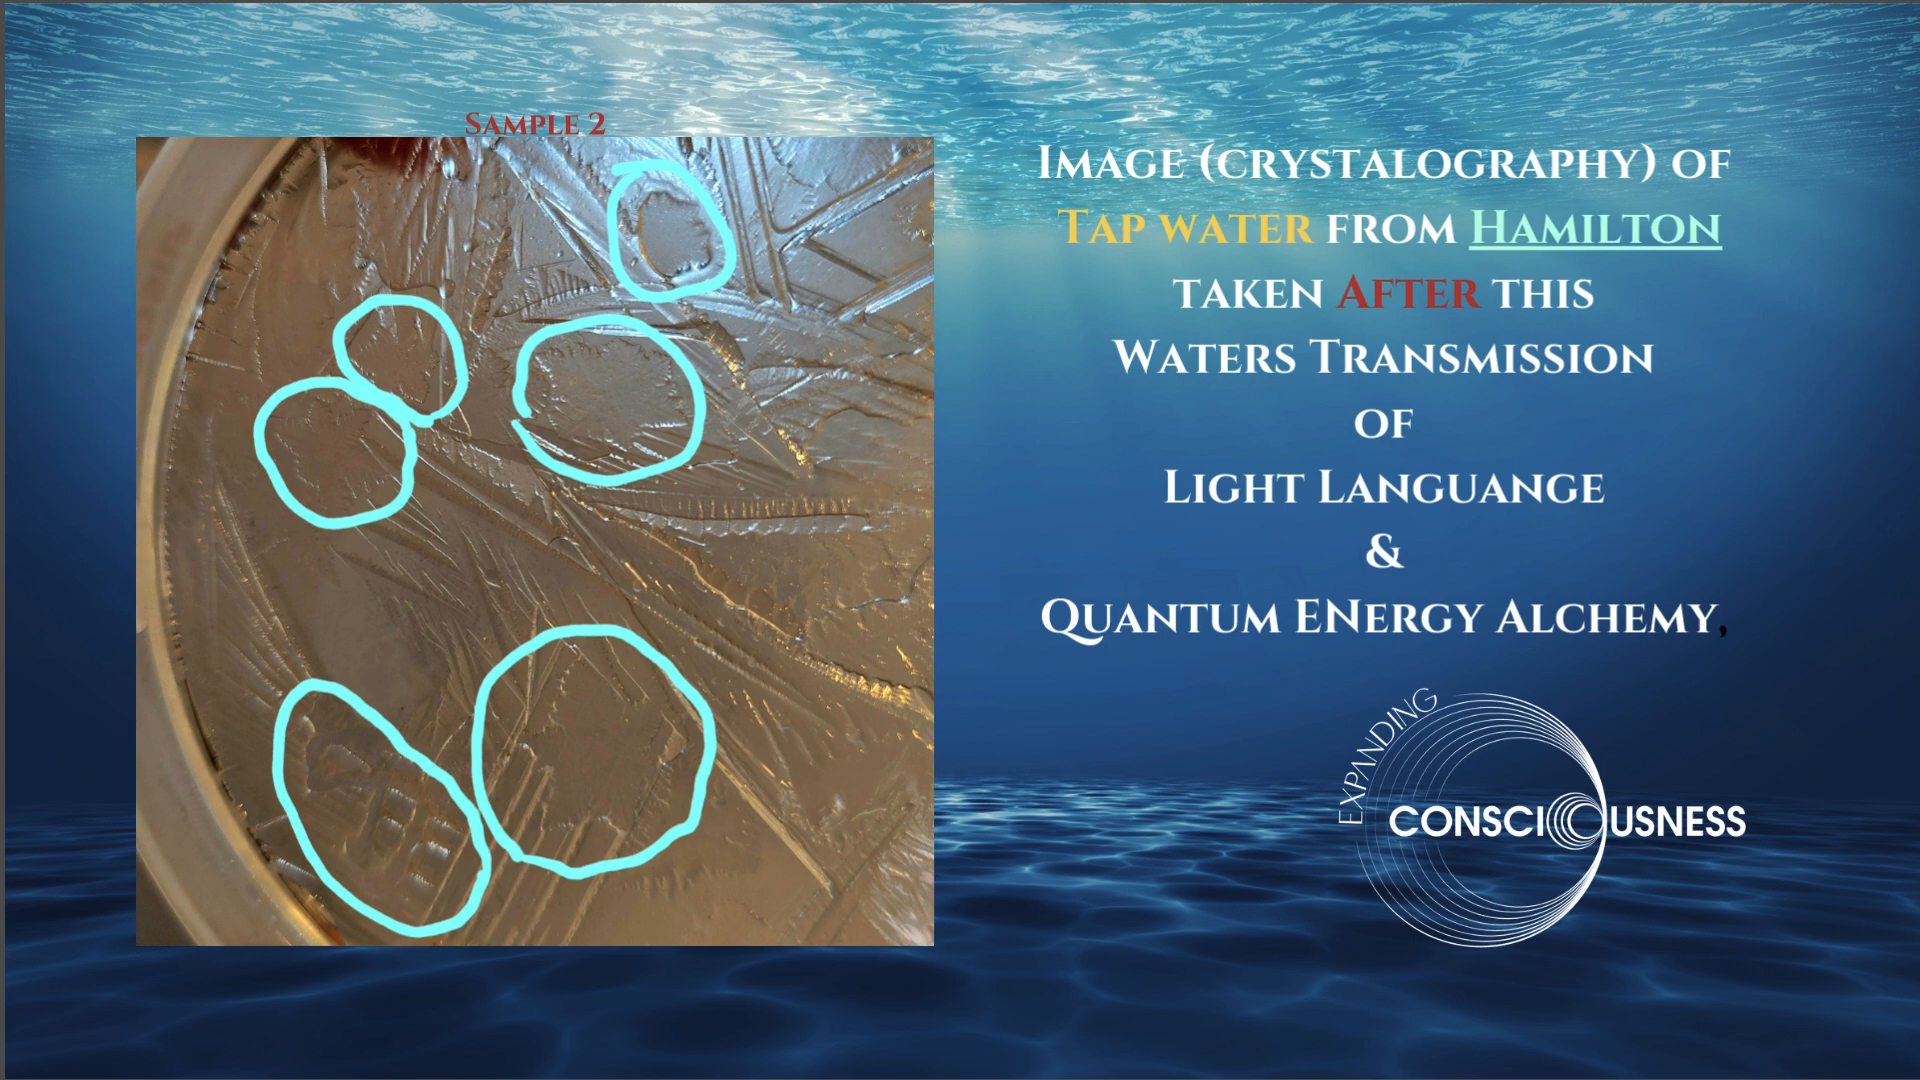 Sample 2
Image (crystalography) of
Tap water from Hamilton
taken After this
Waters Transmission
of
Light Languange
&
Quantum ENergy Alchemy,
EXPANDING
CONSCIOUSNESS